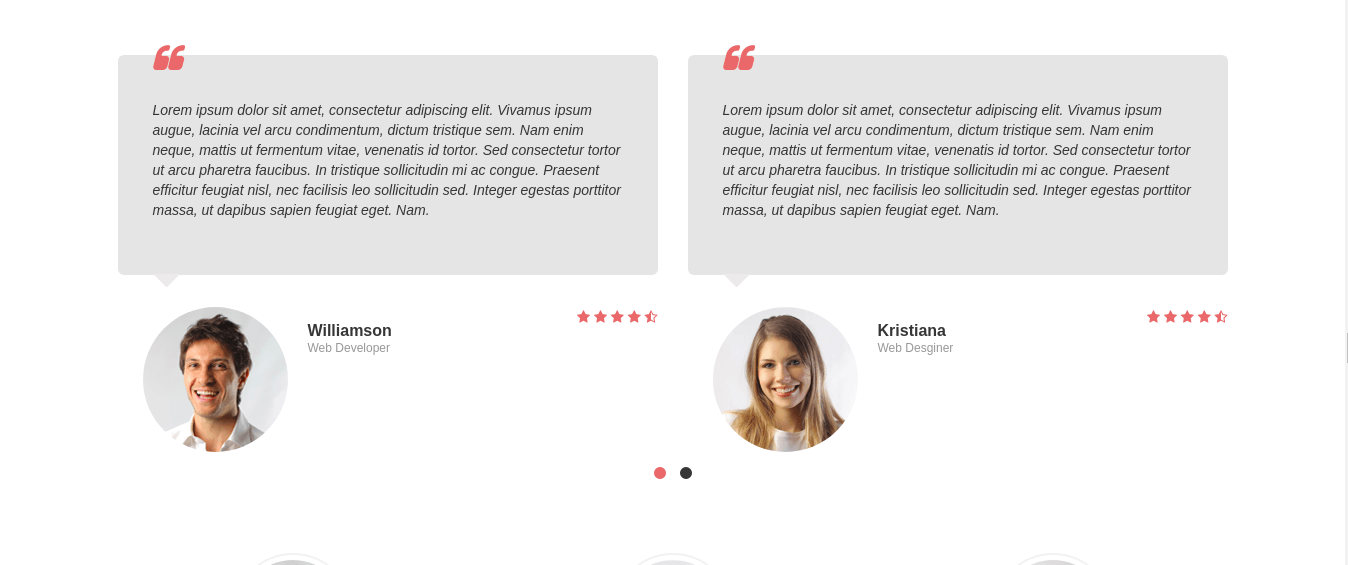 Lorem ipsum dolor sit amet, consectetur adipiscing elit. Vivamus ipsum
augue, lacinia vel arcu condimentum, dictum tristique sem. Nam enim
neque, mattis ut fermentum vitae, venenatis id tortor. Sed consectetur tortor
ut arcu pharetra faucibus. In tristique sollicitudin mi ac congue. Praesent
efficitur feugiat nisl, nec facilisis leo sollicitudin sed. Integer egestas porttitor
massa, ut dapibus sapien feugiat eget. Nam.
Williamson
Web Developer
Lorem ipsum dolor sit amet, consectetur adipiscing elit. Vivamus ipsum
augue, lacinia vel arcu condimentum, dictum tristique sem. Nam enim
neque, mattis ut fermentum vitae, venenatis id tortor. Sed consectetur tortor
ut arcu pharetra faucibus. In tristique sollicitudin mi ac congue. Praesent
efficitur feugiat nisl, nec facilisis leo sollicitudin sed. Integer egestas porttitor
massa, ut dapibus sapien feugiat eget. Nam.
Kristiana
Web Desginer